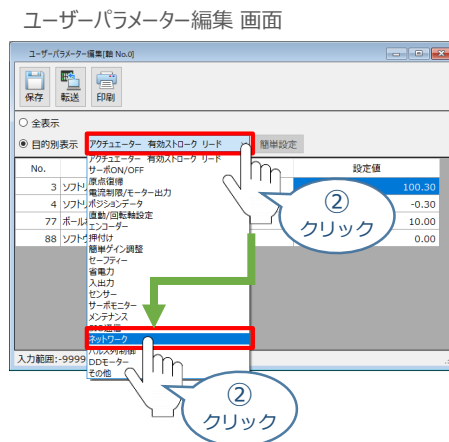 ユーザーパラメーター編集 画面
ユーザーパラメーター編集[軸 No.0]
保存 転送 印刷
全表示
目的別表示 アクチュエーター 有効ストローク リード 簡単設定
No. 設定値
3 ソフトリ 100.30
4 ソフトリ -0.30
77 ボール 10.00
88 ソフトウ 0.00
アクチュエーター 有効ストローク リード
サーボON/OFF
原点復帰
電流制限/モーター出力
ポジションデータ
直動/回転軸設定
エンコーダー
押付け
簡単ゲイン調整
セーフティー
省電力
入出力
センサー
サーボモニター
メンテナンス
ネットワーク
パルス列制御
DDモーター
その他
②
クリック
②
クリック
入力範囲:-9999